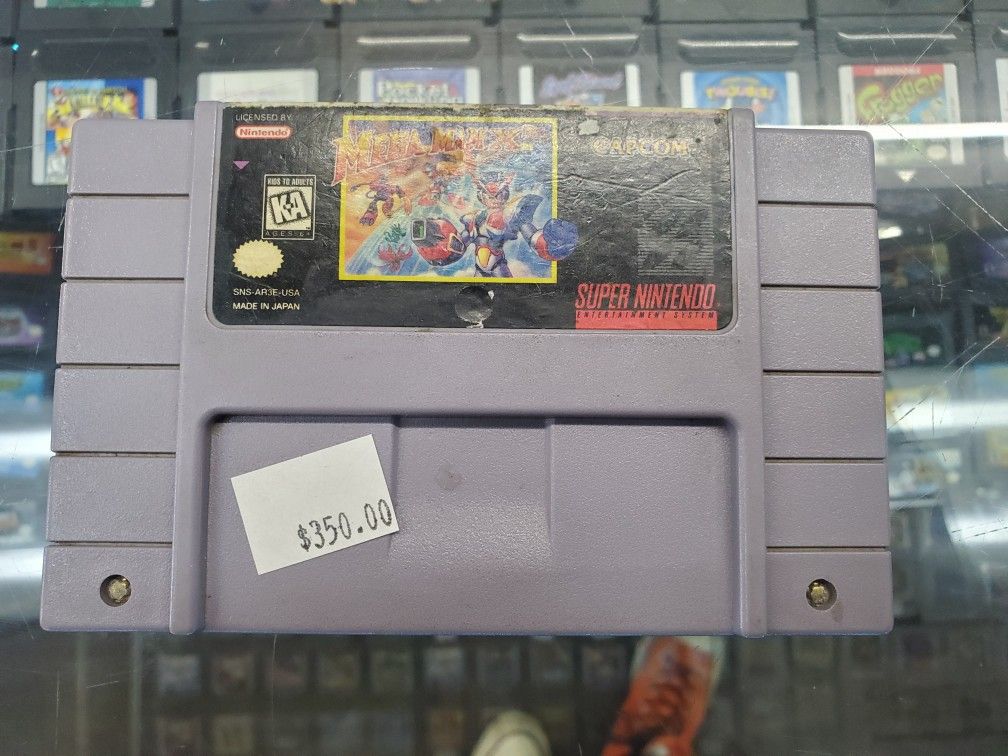 LICENSED BY
Nintendo
MEGA MAN X3
CAPCOM
KIDS TO ADULTS
K-A
AGES 6+
SNS-AR3E-USA
MADE IN JAPAN
SUPER NINTENDO
ENTERTAINMENT SYSTEM
$350.00
Frogger